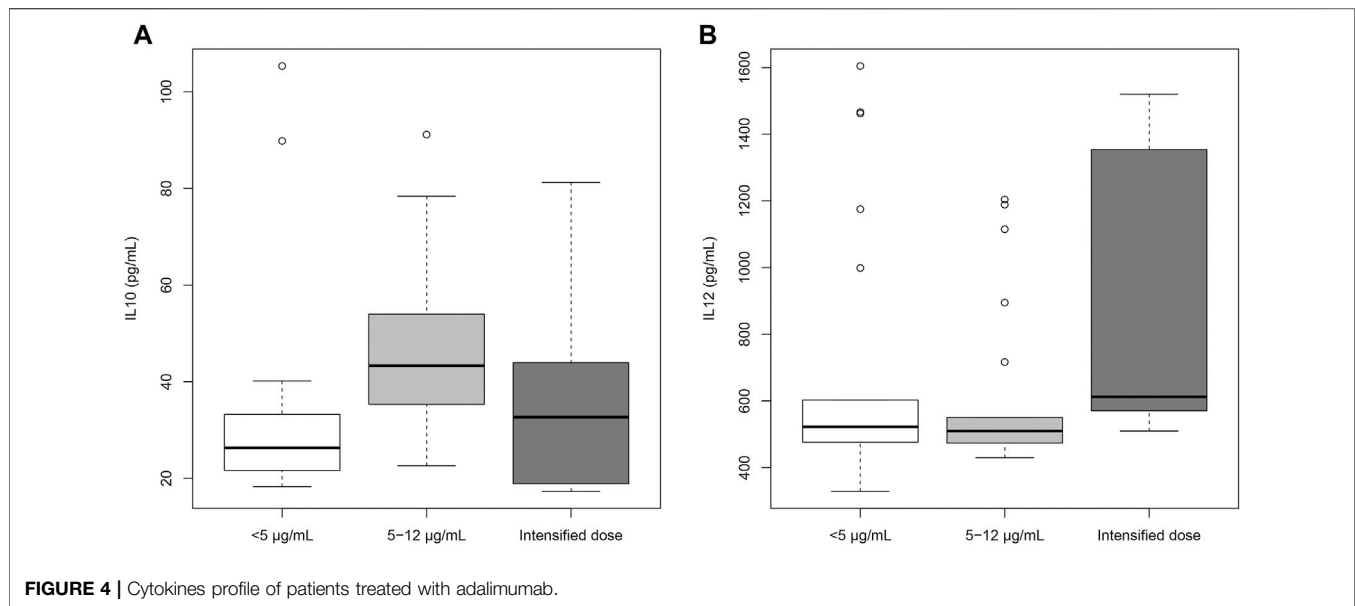 A
B
IL10 (pg/mL)
100
80
60
40
20
<5 µg/mL
5−12 µg/mL
Intensified dose
IL12 (pg/mL)
1600
1400
1200
1000
800
600
400
<5 µg/mL
5−12 µg/mL
Intensified dose
FIGURE 4 | Cytokines profile of patients treated with adalimumab.